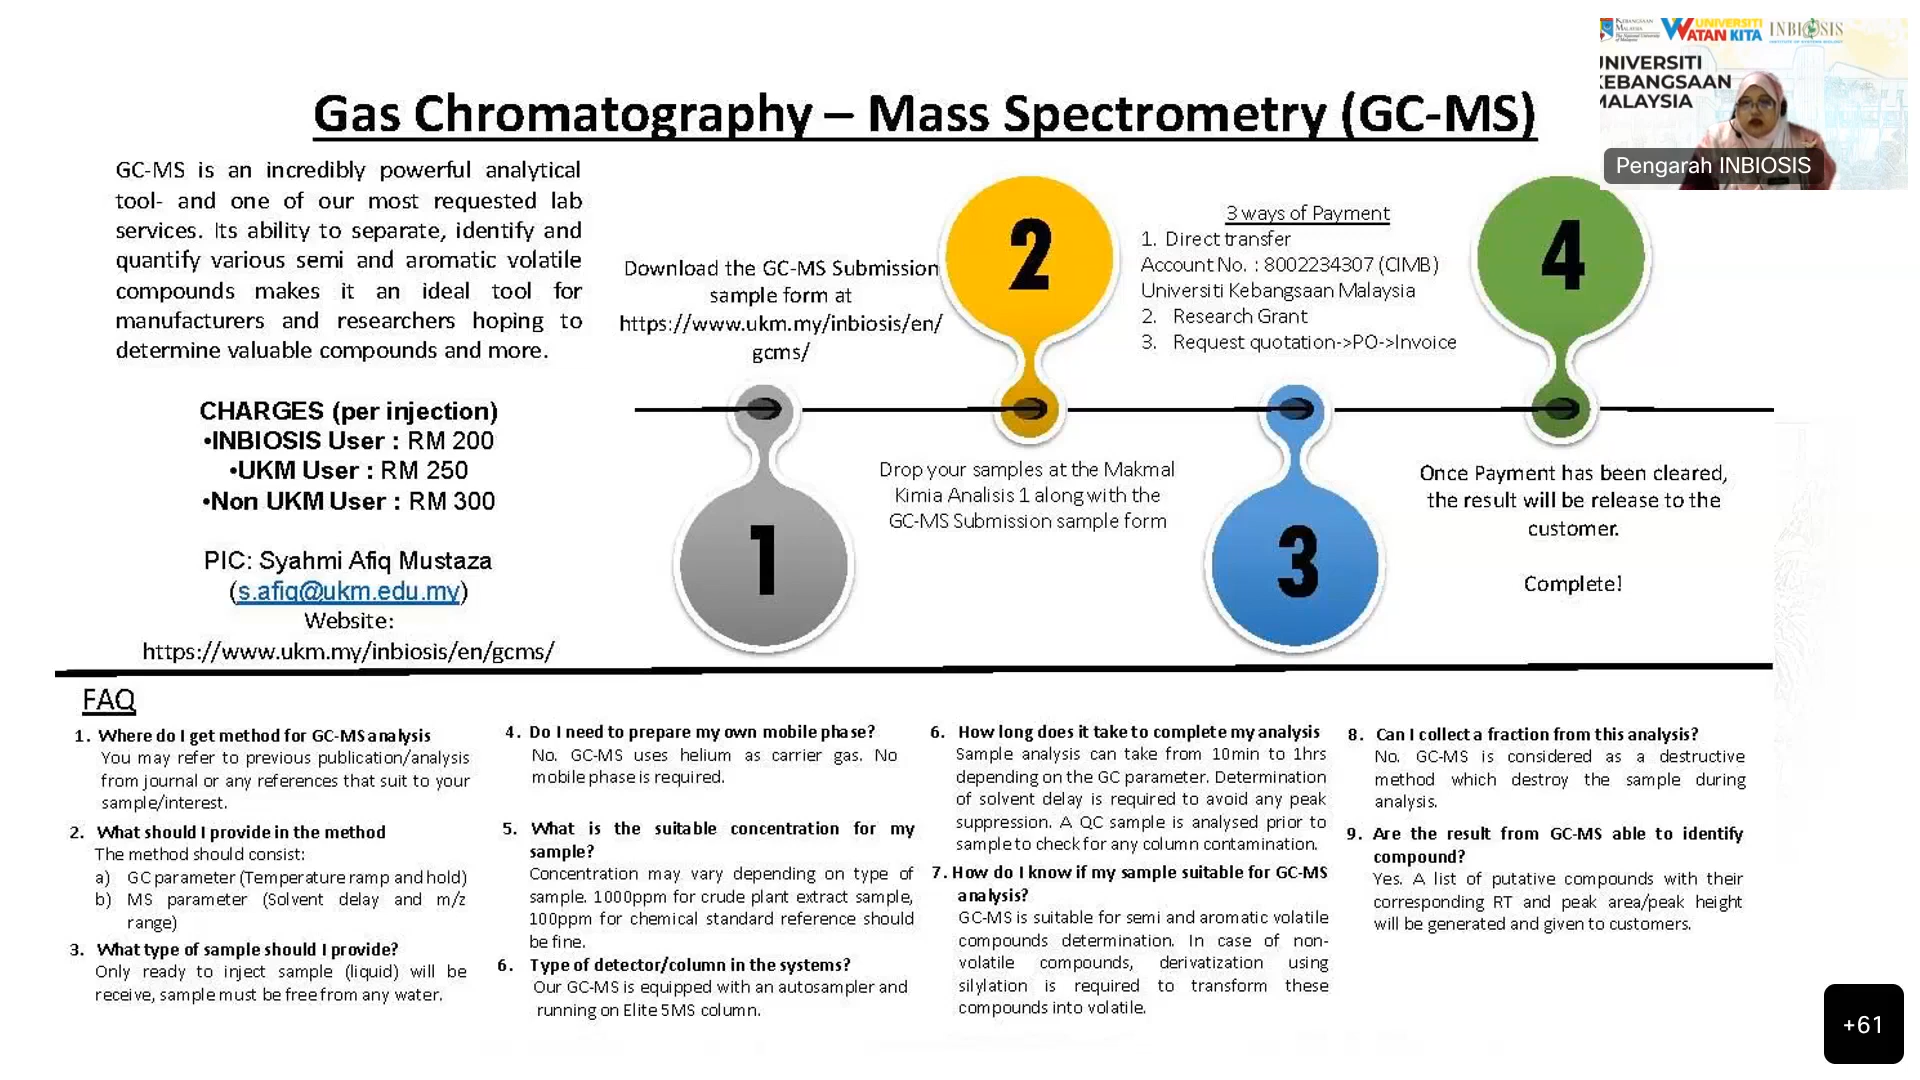 Gas Chromatography – Mass Spectrometry (GC-MS)
KEBANGSAAN
MALAYSIA
The National University
of Malaysia
UNIVERSITI
WATAN KITA
INBIOSIS
INSTITUTE OF SYSTEMS BIOLOGY
UNIVERSITI
KEBANGSAAN
MALAYSIA
Pengarah INBIOSIS
GC-MS is an incredibly powerful analytical
tool- and one of our most requested lab
services. Its ability to separate, identify and
quantify various semi and aromatic volatile
compounds makes it an ideal tool for
manufacturers and researchers hoping to
determine valuable compounds and more.
CHARGES (per injection)
•INBIOSIS User : RM 200
•UKM User : RM 250
•Non UKM User : RM 300
PIC: Syahmi Afiq Mustaza
(s.afiq@ukm.edu.my)
Website:
https://www.ukm.my/inbiosis/en/gcms/
Download the GC-MS Submission
sample form at
https://www.ukm.my/inbiosis/en/
gcms/
1
2
Drop your samples at the Makmal
Kimia Analisis 1 along with the
GC-MS Submission sample form
3 ways of Payment
1. Direct transfer
Account No. : 8002234307 (CIMB)
Universiti Kebangsaan Malaysia
2. Research Grant
3. Request quotation->PO->Invoice
3
4
Once Payment has been cleared,
the result will be release to the
customer.
Complete!
FAQ
1. Where do I get method for GC-MS analysis
You may refer to previous publication/analysis
from journal or any references that suit to your
sample/interest.
2. What should I provide in the method
The method should consist:
a) GC parameter (Temperature ramp and hold)
b) MS parameter (Solvent delay and m/z
range)
3. What type of sample should I provide?
Only ready to inject sample (liquid) will be
receive, sample must be free from any water.
4. Do I need to prepare my own mobile phase?
No. GC-MS uses helium as carrier gas. No
mobile phase is required.
5. What is the suitable concentration for my
sample?
Concentration may vary depending on type of
sample. 1000ppm for crude plant extract sample,
100ppm for chemical standard reference should
be fine.
6. Type of detector/column in the systems?
Our GC-MS is equipped with an autosampler and
running on Elite 5MS column.
6. How long does it take to complete my analysis
Sample analysis can take from 10min to 1hrs
depending on the GC parameter. Determination
of solvent delay is required to avoid any peak
suppression. A QC sample is analysed prior to
sample to check for any column contamination.
7. How do I know if my sample suitable for GC-MS
analysis?
GC-MS is suitable for semi and aromatic volatile
compounds determination. In case of non-
volatile compounds, derivatization using
silylation is required to transform these
compounds into volatile.
8. Can I collect a fraction from this analysis?
No. GC-MS is considered as a destructive
method which destroy the sample during
analysis.
9. Are the result from GC-MS able to identify
compound?
Yes. A list of putative compounds with their
corresponding RT and peak area/peak height
will be generated and given to customers.
+61